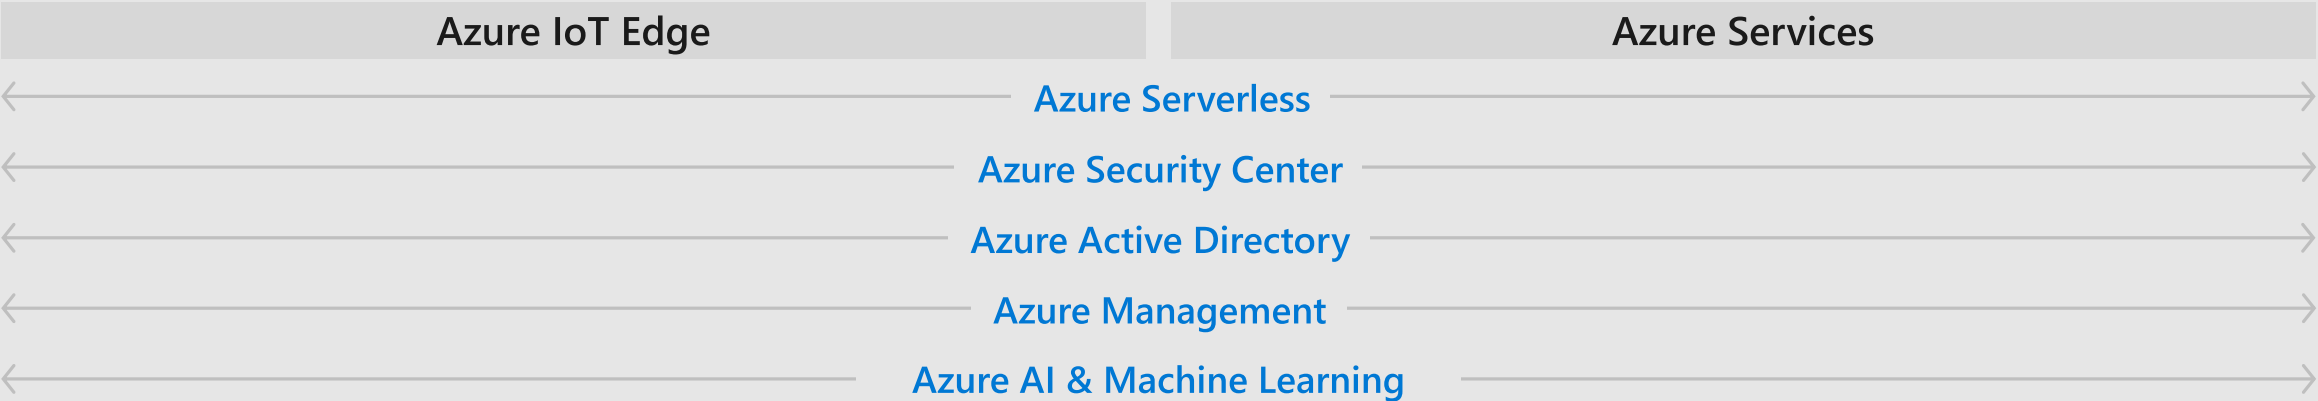 Azure IoT Edge
Azure Services
Azure Serverless
Azure Security Center
Azure Active Directory
Azure Management
Azure AI & Machine Learning